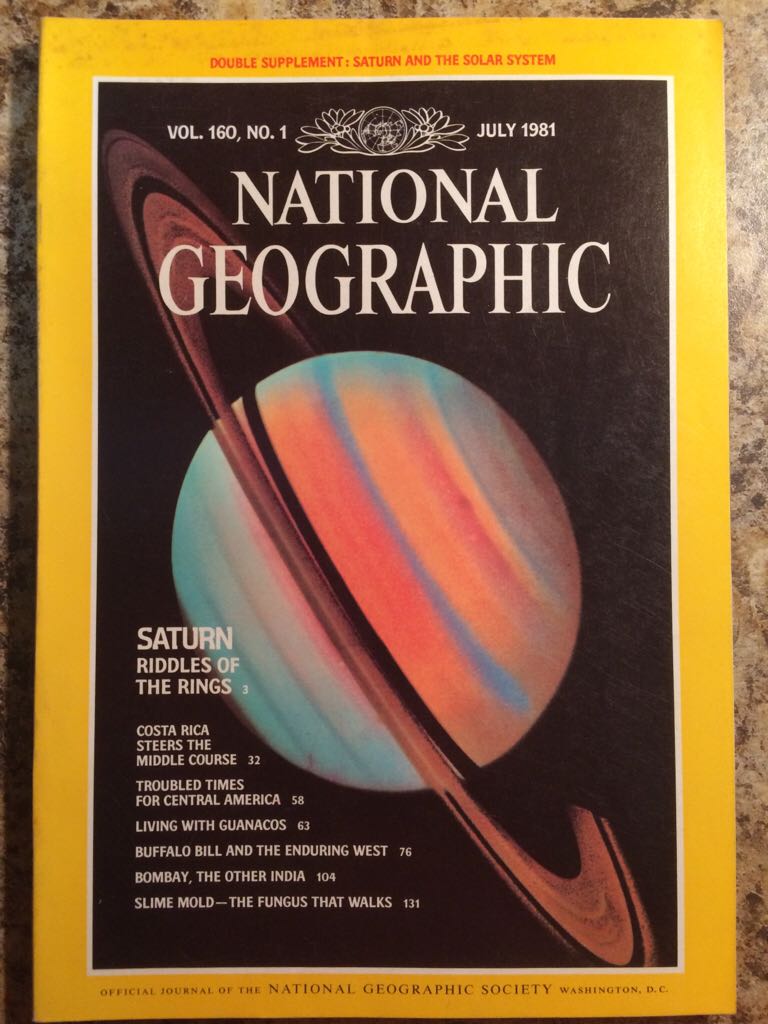 DOUBLE SUPPLEMENT: SATURN AND THE SOLAR SYSTEM
VOL. 160, NO. 1 JULY 1981
NATIONAL
GEOGRAPHIC
SATURN
RIDDLES OF
THE RINGS 3
COSTA RICA
STEERS THE
MIDDLE COURSE 32
TROUBLED TIMES
FOR CENTRAL AMERICA 58
LIVING WITH GUANACOS 63
BUFFALO BILL AND THE ENDURING WEST 76
BOMBAY, THE OTHER INDIA 104
SLIME MOLD—THE FUNGUS THAT WALKS 131
OFFICIAL JOURNAL OF THE NATIONAL GEOGRAPHIC SOCIETY WASHINGTON, D.C.